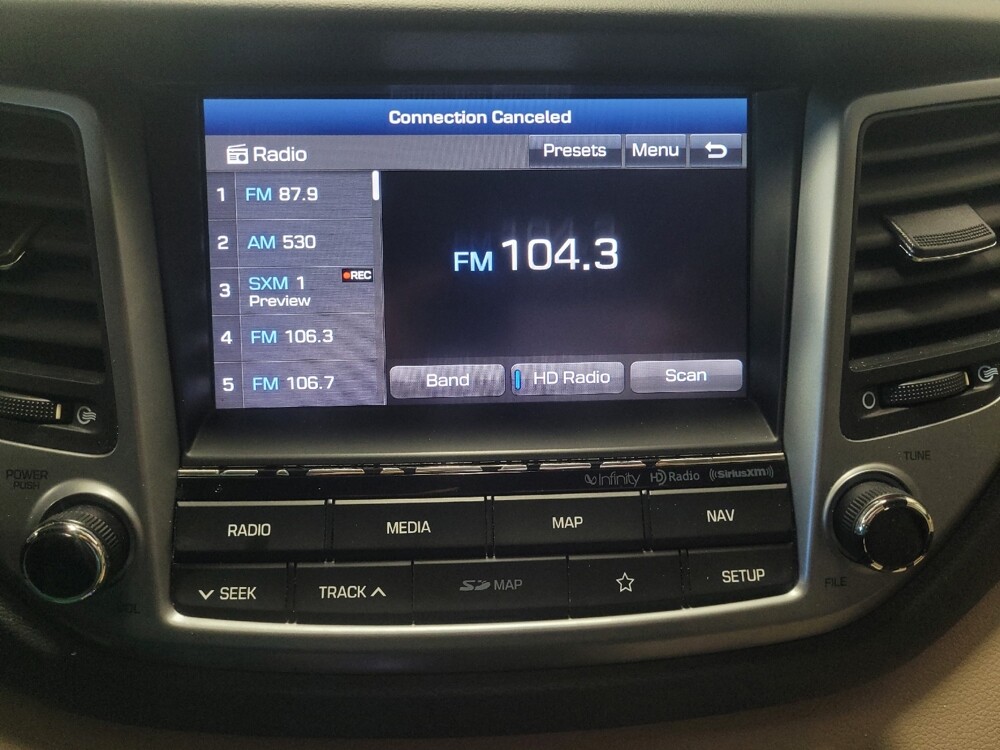 Connection Canceled
Radio
Presets
Menu
1 FM 87.9
2 AM 530
3 SXM 1 REC
Preview
4 FM 106.3
5 FM 106.7
FM 104.3
Band
HD Radio
Scan
Infinity HD Radio ((SiriusXM))
POWER
PUSH
VOL
TUNE
FILE
RADIO
MEDIA
MAP
NAV
SEEK
TRACK
SD MAP
SETUP